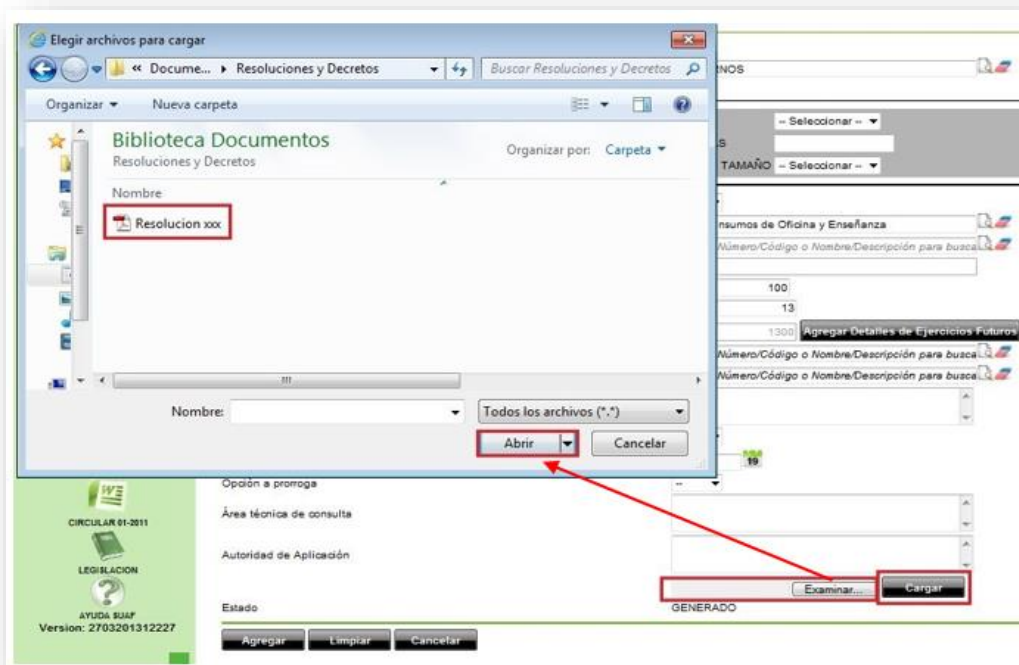 Elegir archivos para cargar
« Docume... ▸ Resoluciones y Decretos
Buscar Resoluciones y Decretos
Organizar
Nueva carpeta
Biblioteca Documentos
Resoluciones y Decretos
Organizar por: Carpeta
Nombre
Resolucion xxx
Nombre:
Todos los archivos (*.*)
Abrir
Cancelar
RNOS
-- Seleccionar --
S
TAMAÑO -- Seleccionar --
nsumos de Oficina y Enseñanza
Número/Código o Nombre/Descripción para busca
100
13
1300 Agregar Detalles de Ejercicios Futuros
Número/Código o Nombre/Descripción para busca
Número/Código o Nombre/Descripción para busca
19
Opción a prorroga
--
Área técnica de consulta
Autoridad de Aplicación
Examinar... Cargar
Estado
GENERADO
Agregar Limpiar Cancelar
CIRCULAR 01-2011
LEGISLACION
AYUDA SUAF
Version: 2703201312227